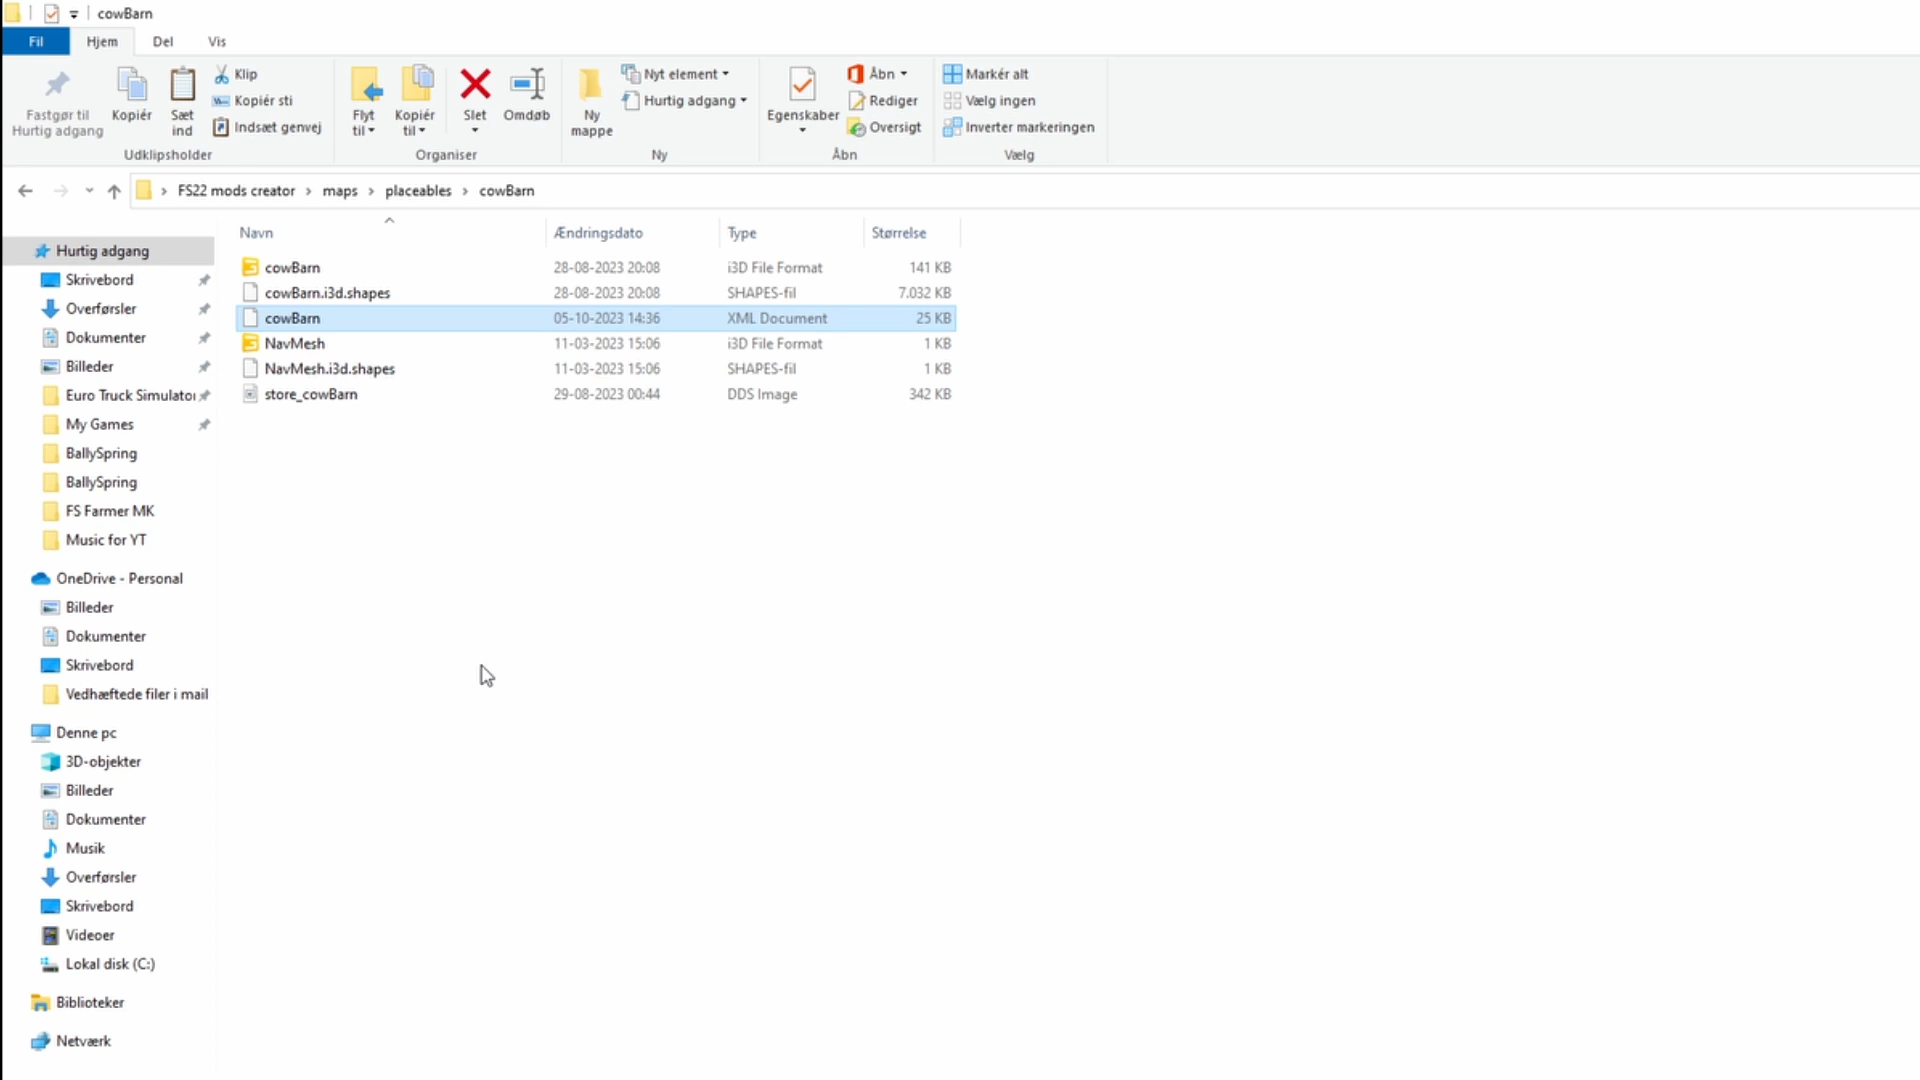 cowBarn
Fil
Hjem
Del
Vis
Fastgør til
Hurtig adgang
Kopiér
Sæt
ind
Klip
Kopiér sti
Indsæt genvej
Udklipsholder
Flyt
til
Kopiér
til
Slet
Omdøb
Organiser
Ny
mappe
Nyt element
Hurtig adgang
Ny
Egenskaber
Åbn
Rediger
Oversigt
Åbn
Markér alt
Vælg ingen
Inverter markeringen
Vælg
FS22 mods creator › maps › placeables › cowBarn
Navn Ændringsdato Type Størrelse
cowBarn 28-08-2023 20:08 i3D File Format 141 KB
cowBarn.i3d.shapes 28-08-2023 20:08 SHAPES-fil 7.032 KB
cowBarn 05-10-2023 14:36 XML Document 25 KB
NavMesh 11-03-2023 15:06 i3D File Format 1 KB
NavMesh.i3d.shapes 11-03-2023 15:06 SHAPES-fil 1 KB
store_cowBarn 29-08-2023 00:44 DDS Image 342 KB
Hurtig adgang
Skrivebord
Overførsler
Dokumenter
Billeder
Euro Truck Simulator
My Games
BallySpring
BallySpring
FS Farmer MK
Music for YT
OneDrive - Personal
Billeder
Dokumenter
Skrivebord
Vedhæftede filer i mail
Denne pc
3D-objekter
Billeder
Dokumenter
Musik
Overførsler
Skrivebord
Videoer
Lokal disk (C:)
Biblioteker
Netværk